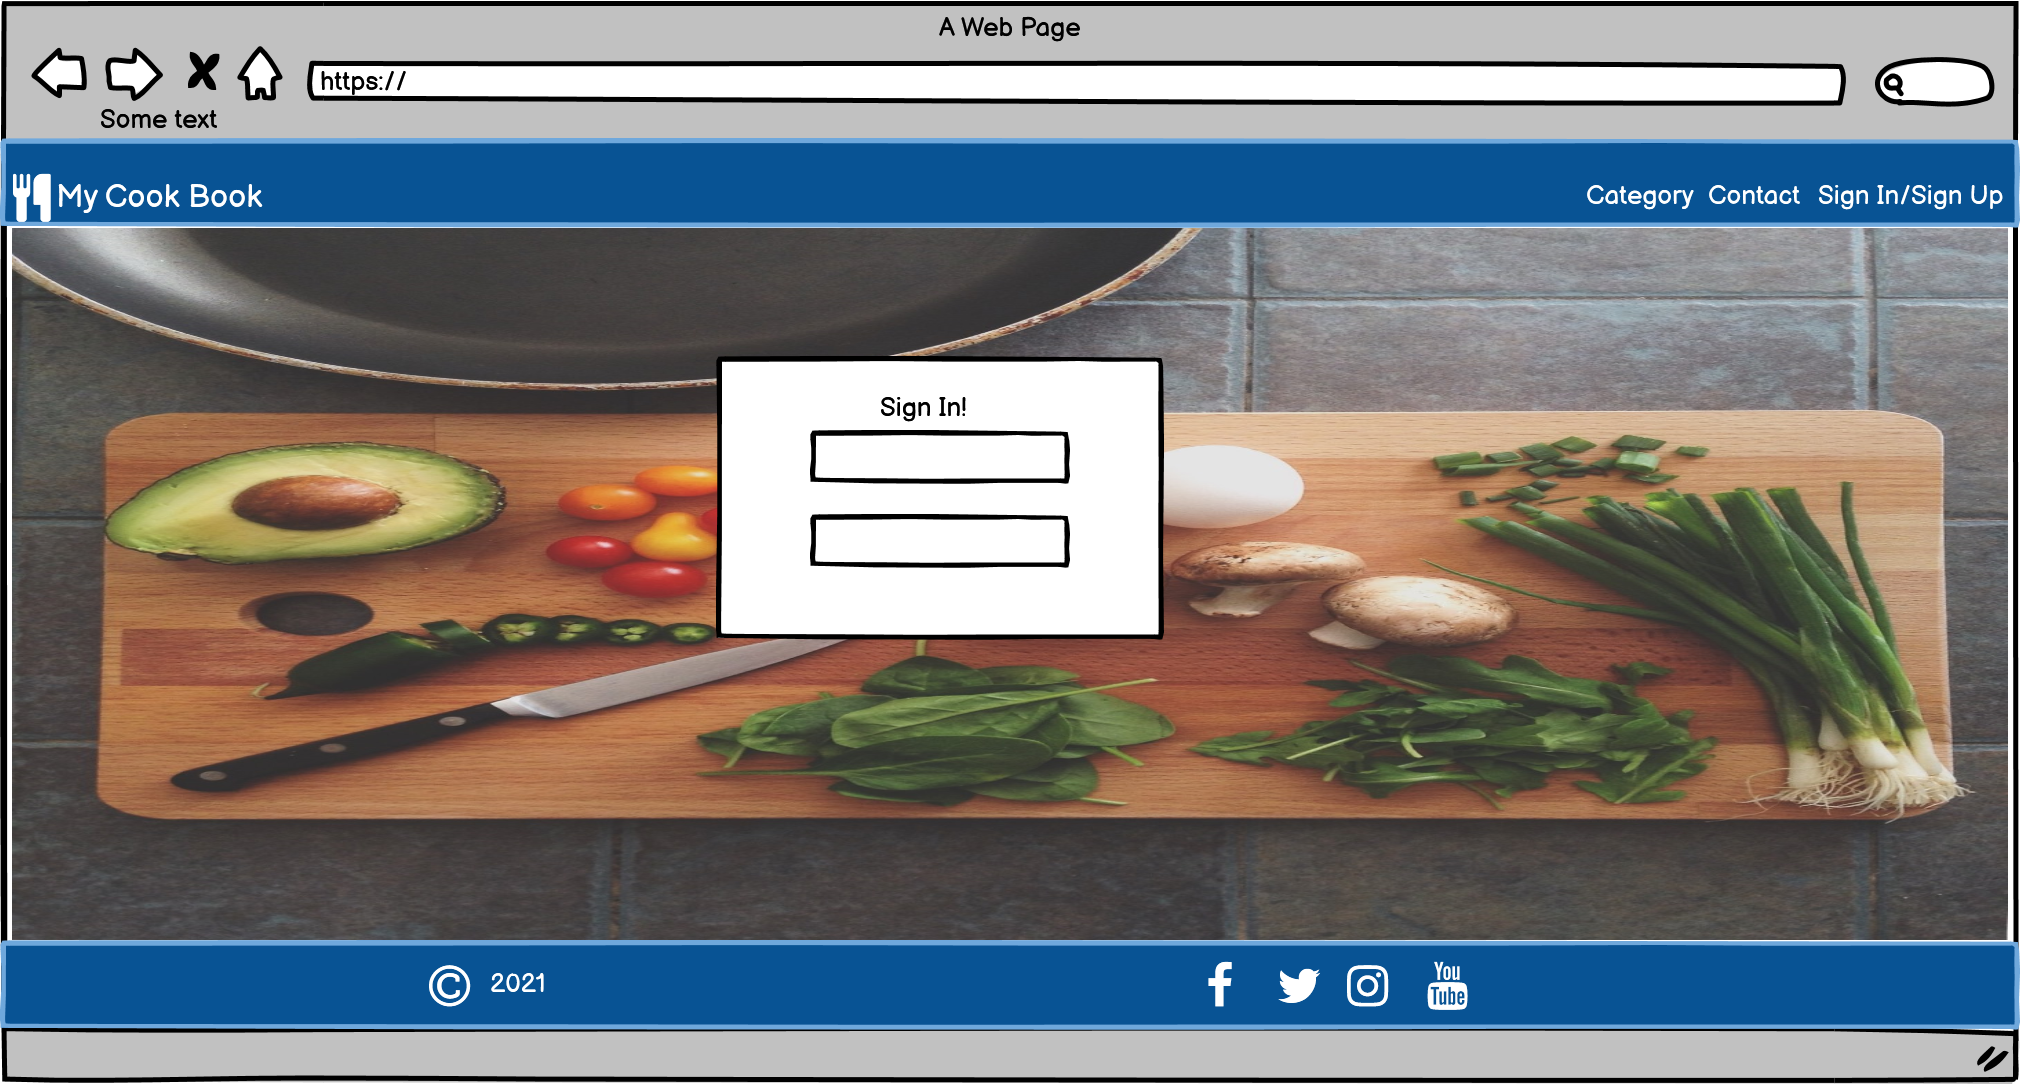 A Web Page
https://
Some text
My Cook Book
Category Contact Sign In/Sign Up
Sign In!
© 2021
You
Tube